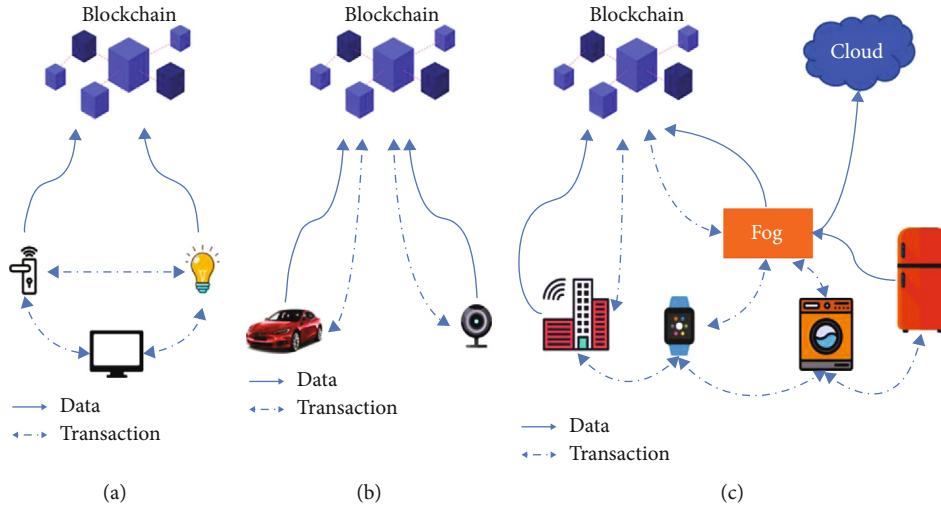 Blockchain
Data
Transaction
(a)
Blockchain
Data
Transaction
(b)
Blockchain
Cloud
Fog
Data
Transaction
(c)